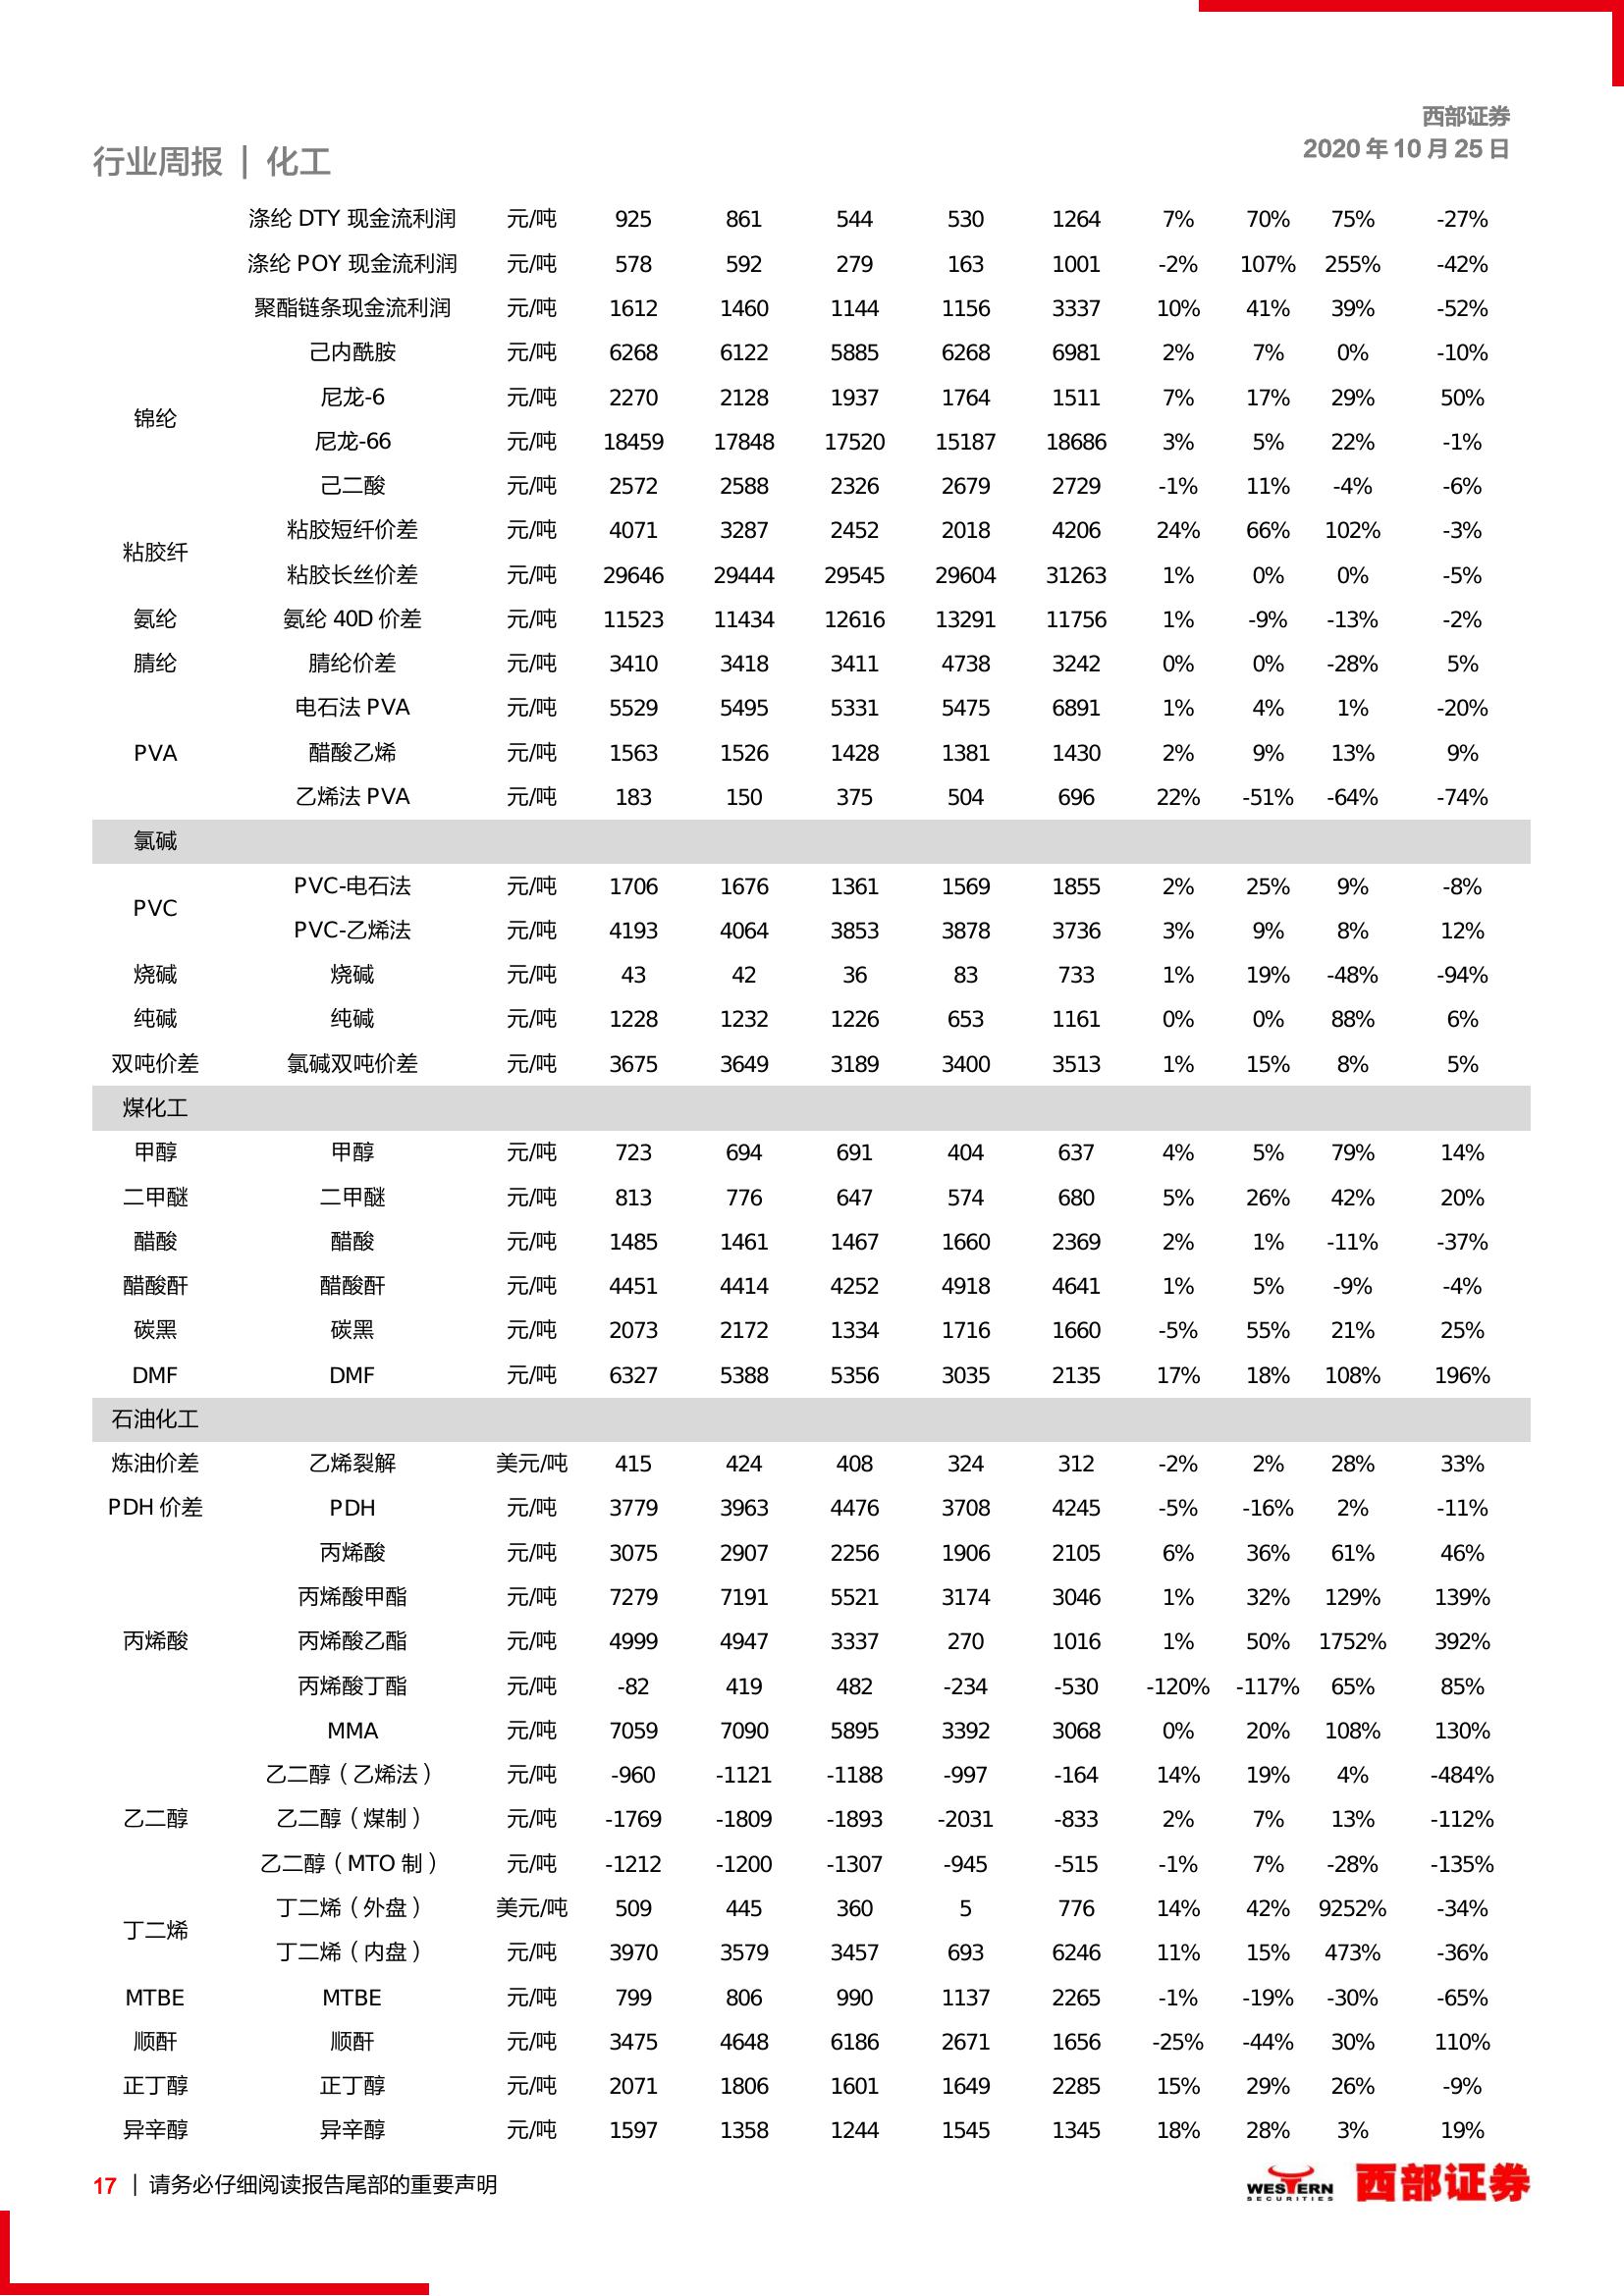 西部证券
2020 年 10 月 25 日
行业周报 | 化工
涤纶 DTY 现金流利润 元/吨 925 861 544 530 1264 7% 70% 75% -27%
涤纶 POY 现金流利润 元/吨 578 592 279 163 1001 -2% 107% 255% -42%
聚酯链条现金流利润 元/吨 1612 1460 1144 1156 3337 10% 41% 39% -52%
锦纶 己内酰胺 元/吨 6268 6122 5885 6268 6981 2% 7% 0% -10%
尼龙-6 元/吨 2270 2128 1937 1764 1511 7% 17% 29% 50%
尼龙-66 元/吨 18459 17848 17520 15187 18686 3% 5% 22% -1%
己二酸 元/吨 2572 2588 2326 2679 2729 -1% 11% -4% -6%
粘胶纤 粘胶短纤价差 元/吨 4071 3287 2452 2018 4206 24% 66% 102% -3%
粘胶长丝价差 元/吨 29646 29444 29545 29604 31263 1% 0% 0% -5%
氨纶 氨纶 40D 价差 元/吨 11523 11434 12616 13291 11756 1% -9% -13% -2%
腈纶 腈纶价差 元/吨 3410 3418 3411 4738 3242 0% 0% -28% 5%
PVA 电石法 PVA 元/吨 5529 5495 5331 5475 6891 1% 4% 1% -20%
醋酸乙烯 元/吨 1563 1526 1428 1381 1430 2% 9% 13% 9%
乙烯法 PVA 元/吨 183 150 375 504 696 22% -51% -64% -74%
氯碱
PVC PVC-电石法 元/吨 1706 1676 1361 1569 1855 2% 25% 9% -8%
PVC-乙烯法 元/吨 4193 4064 3853 3878 3736 3% 9% 8% 12%
烧碱 烧碱 元/吨 43 42 36 83 733 1% 19% -48% -94%
纯碱 纯碱 元/吨 1228 1232 1226 653 1161 0% 0% 88% 6%
双吨价差 氯碱双吨价差 元/吨 3675 3649 3189 3400 3513 1% 15% 8% 5%
煤化工
甲醇 甲醇 元/吨 723 694 691 404 637 4% 5% 79% 14%
二甲醚 二甲醚 元/吨 813 776 647 574 680 5% 26% 42% 20%
醋酸 醋酸 元/吨 1485 1461 1467 1660 2369 2% 1% -11% -37%
醋酸酐 醋酸酐 元/吨 4451 4414 4252 4918 4641 1% 5% -9% -4%
碳黑 碳黑 元/吨 2073 2172 1334 1716 1660 -5% 55% 21% 25%
DMF DMF 元/吨 6327 5388 5356 3035 2135 17% 18% 108% 196%
石油化工
炼油价差 乙烯裂解 美元/吨 415 424 408 324 312 -2% 2% 28% 33%
PDH 价差 PDH 元/吨 3779 3963 4476 3708 4245 -5% -16% 2% -11%
丙烯酸 丙烯酸 元/吨 3075 2907 2256 1906 2105 6% 36% 61% 46%
丙烯酸甲酯 元/吨 7279 7191 5521 3174 3046 1% 32% 129% 139%
丙烯酸乙酯 元/吨 4999 4947 3337 270 1016 1% 50% 1752% 392%
丙烯酸丁酯 元/吨 -82 419 482 -234 -530 -120% -117% 65% 85%
MMA 元/吨 7059 7090 5895 3392 3068 0% 20% 108% 130%
乙二醇 乙二醇（乙烯法） 元/吨 -960 -1121 -1188 -997 -164 14% 19% 4% -484%
乙二醇（煤制） 元/吨 -1769 -1809 -1893 -2031 -833 2% 7% 13% -112%
乙二醇（MTO 制） 元/吨 -1212 -1200 -1307 -945 -515 -1% 7% -28% -135%
丁二烯 丁二烯（外盘） 美元/吨 509 445 360 5 776 14% 42% 9252% -34%
丁二烯（内盘） 元/吨 3970 3579 3457 693 6246 11% 15% 473% -36%
MTBE MTBE 元/吨 799 806 990 1137 2265 -1% -19% -30% -65%
顺酐 顺酐 元/吨 3475 4648 6186 2671 1656 -25% -44% 30% 110%
正丁醇 正丁醇 元/吨 2071 1806 1601 1649 2285 15% 29% 26% -9%
异辛醇 异辛醇 元/吨 1597 1358 1244 1545 1345 18% 28% 3% 19%
17 | 请务必仔细阅读报告尾部的重要声明
WESTERN SECURITIES 西部证券